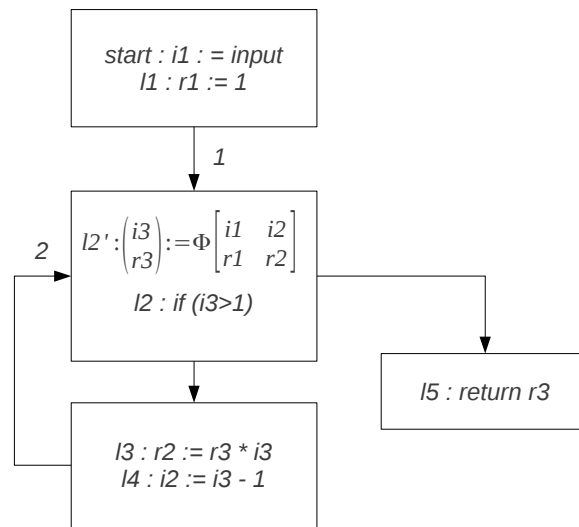 start : i1 : = input
l1 : r1 := 1
1
2
l2' : (i3 r3) := Φ [i1 i2 r1 r2]
l2 : if (i3>1)
l5 : return r3
l3 : r2 := r3 * i3
l4 : i2 := i3 - 1